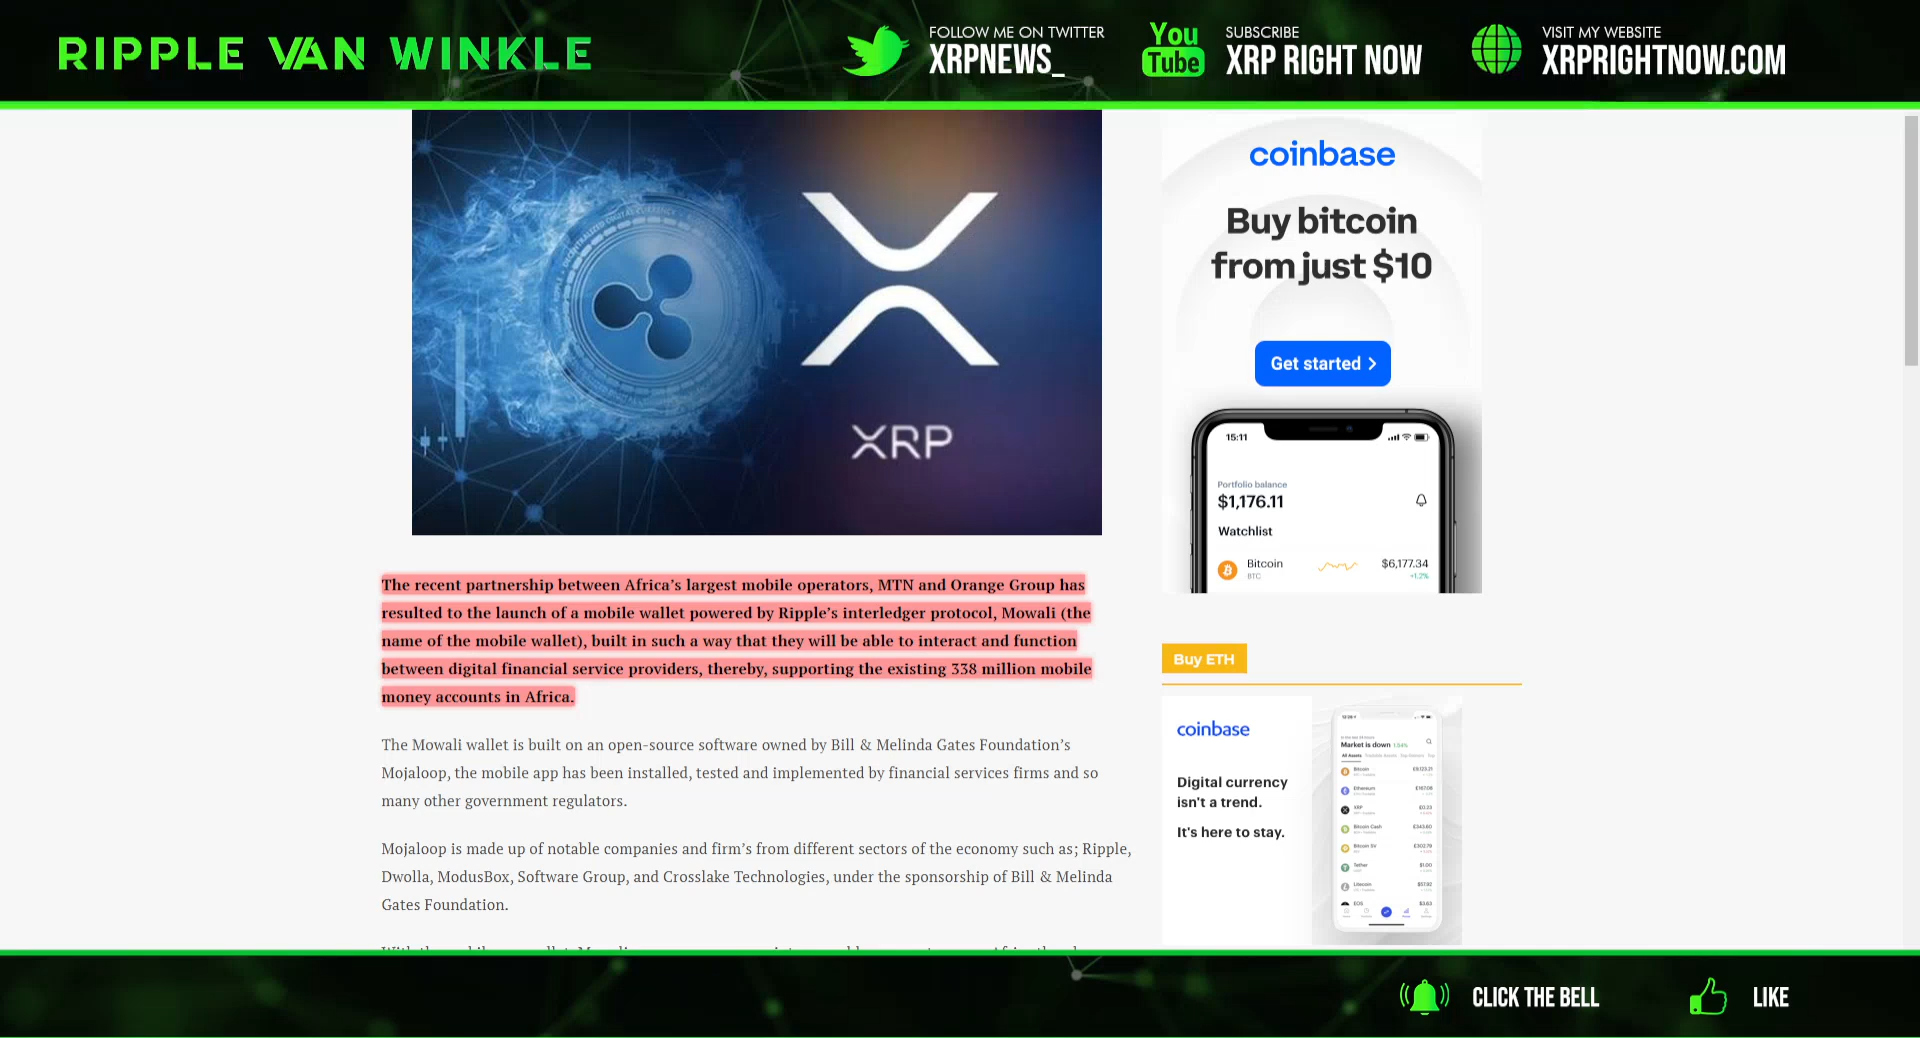 RIPPLE VAN WINKLE
FOLLOW ME ON TWITTER
XRPNEWS_
You
Tube
SUBSCRIBE
XRP RIGHT NOW
VISIT MY WEBSITE
XRPRIGHTNOW.COM
XRP
The recent partnership between Africa's largest mobile operators, MTN and Orange Group has
resulted to the launch of a mobile wallet powered by Ripple's interledger protocol, Mowali (the
name of the mobile wallet), built in such a way that they will be able to interact and function
between digital financial service providers, thereby, supporting the existing 338 million mobile
money accounts in Africa.
The Mowali wallet is built on an open-source software owned by Bill & Melinda Gates Foundation's
Mojaloop, the mobile app has been installed, tested and implemented by financial services firms and so
many other government regulators.
Mojaloop is made up of notable companies and firm's from different sectors of the economy such as; Ripple,
Dwolla, ModusBox, Software Group, and Crosslake Technologies, under the sponsorship of Bill & Melinda
Gates Foundation.
coinbase
Buy bitcoin
from just $10
Get started
15:11
Portfolio balance
$1,176.11
Watchlist
Bitcoin
BTC
$6,177.34
+1.2%
Buy ETH
coinbase
Digital currency
isn't a trend.
It's here to stay.
Market is down
Bitcoin
Ethereum
XRP
Bitcoin Cash
Bitcoin SV
Tether
Litecoin
EOS
CLICK THE BELL
LIKE